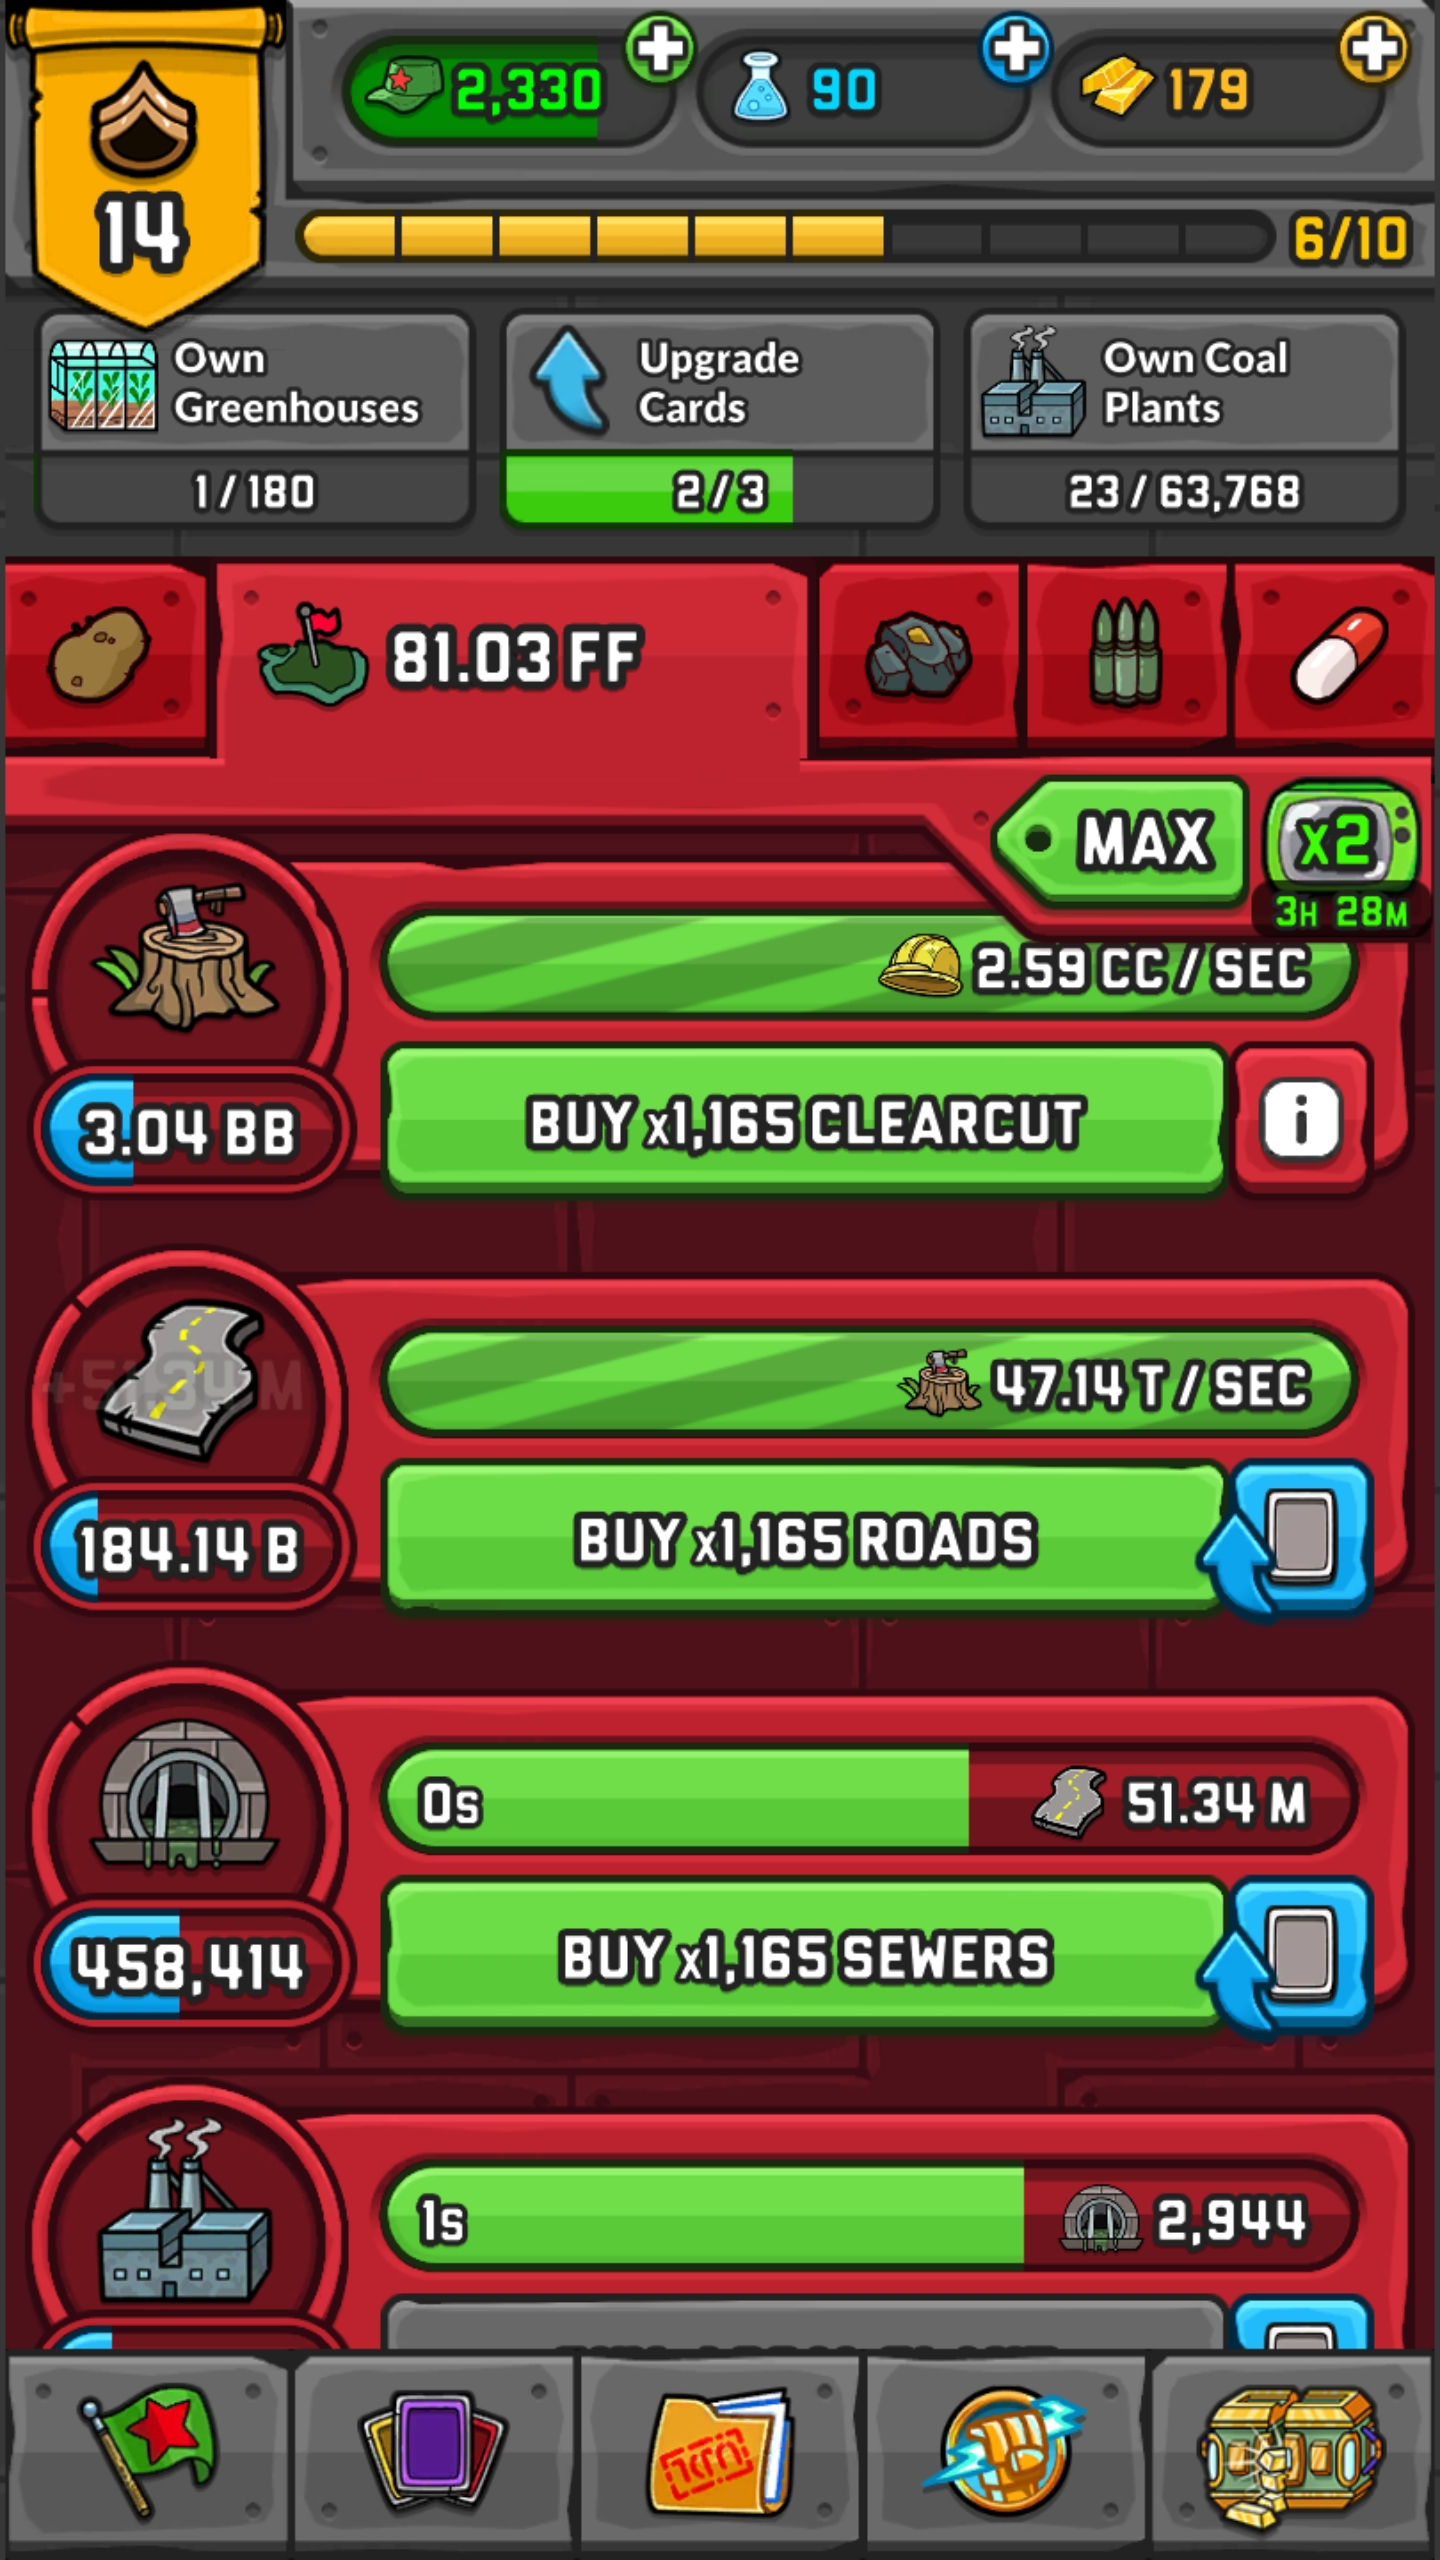 2,330
90
179
14
6/10
Own
Greenhouses
1/180
Upgrade
Cards
2/3
Own Coal
Plants
23/63,768
81.03 FF
MAX
x2
3H 28M
2.59 CC/SEC
3.04 BB
BUY x1,165 CLEARCUT
i
+51.34 M
47.14 T/SEC
184.14 B
BUY x1,165 ROADS
0s
51.34 M
458,414
BUY x1,165 SEWERS
1s
2,944